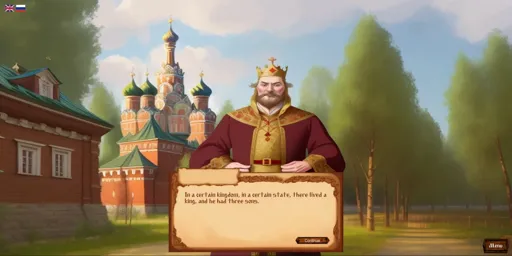 In a certain kingdom, in a certain state, there lived a
king, and he had three sons.
Continue
Menu